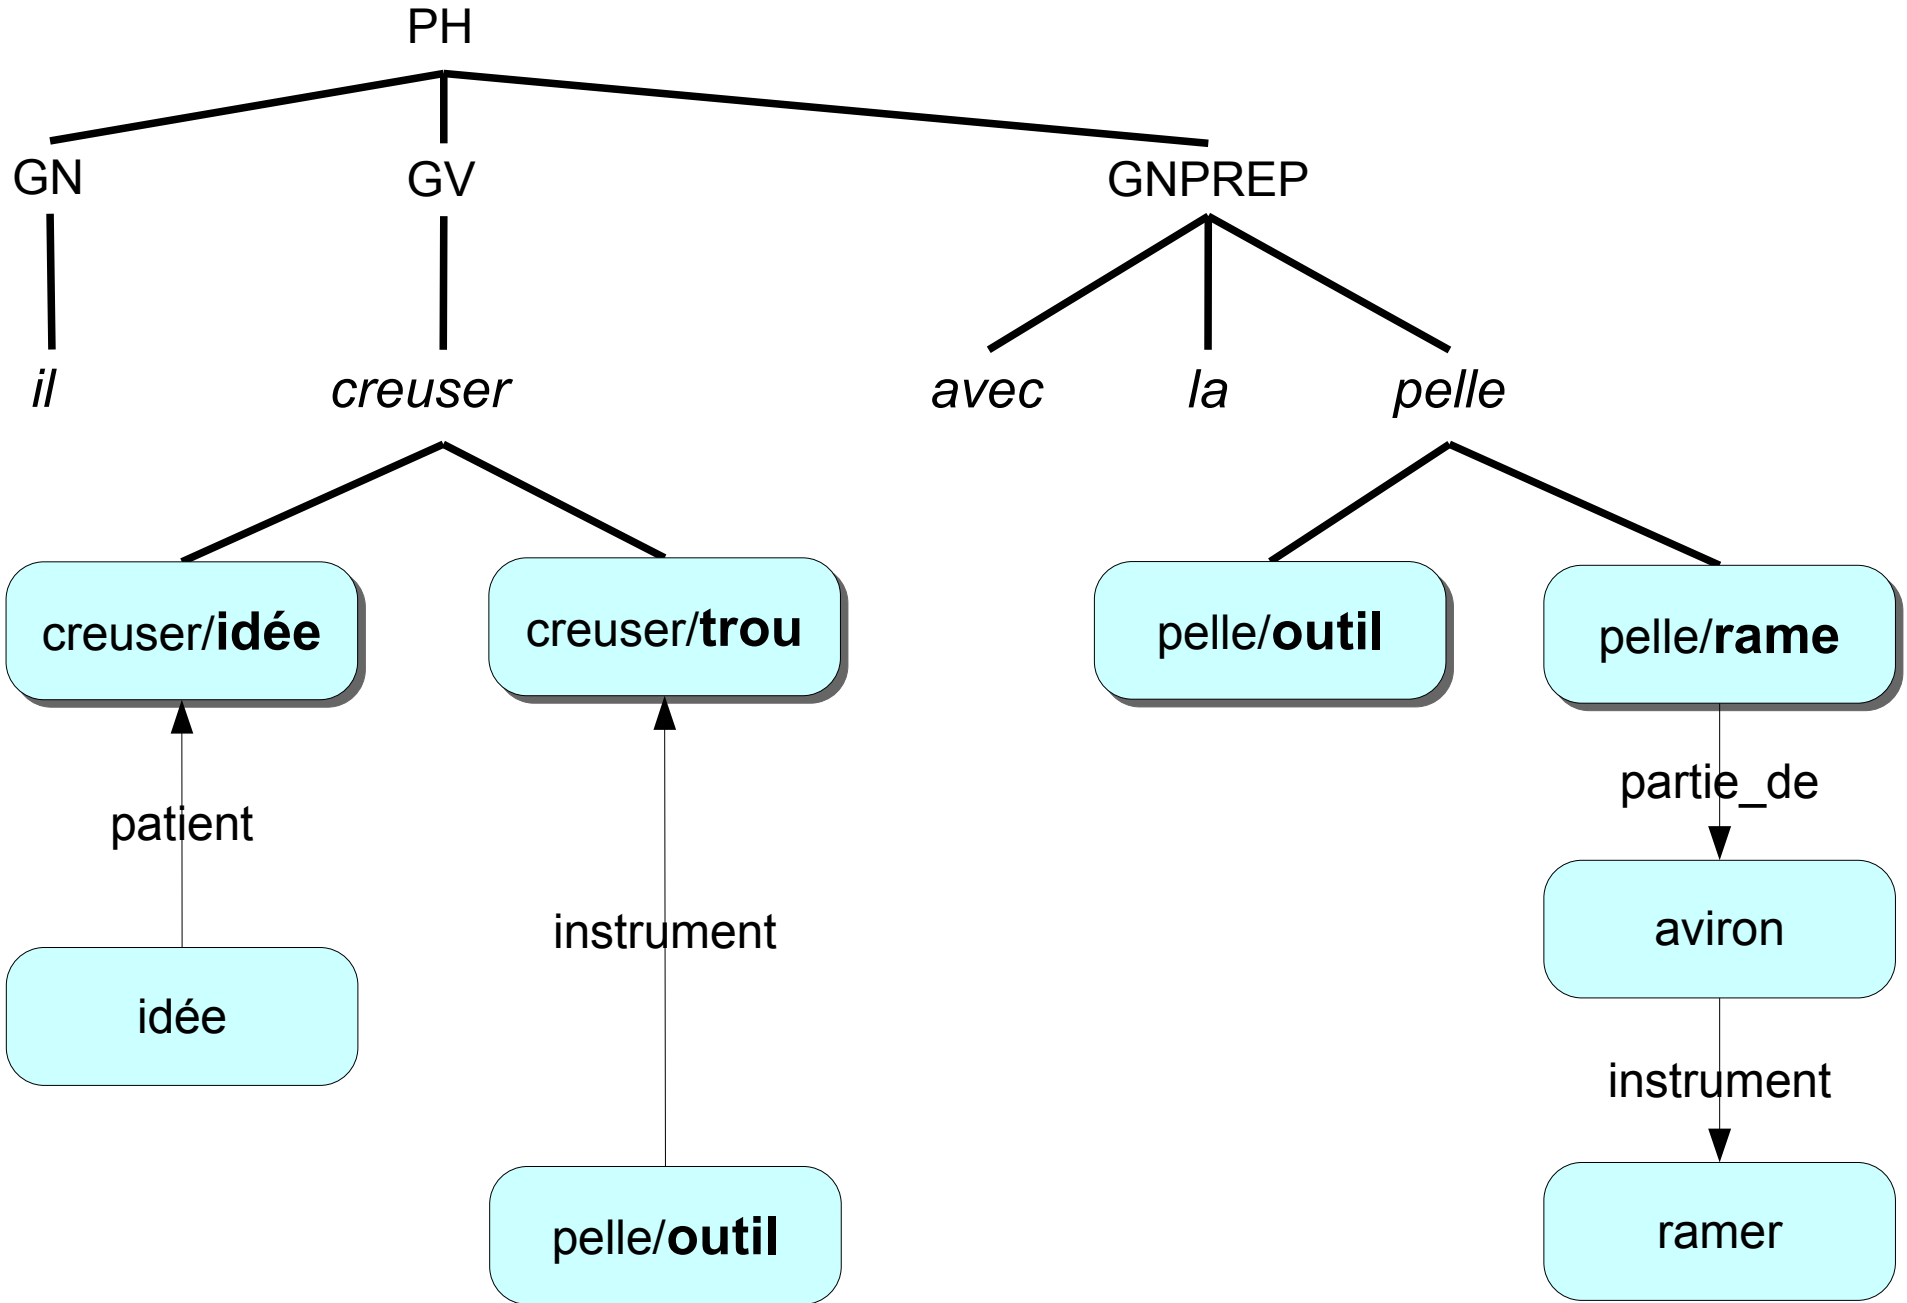 PH
GN GV GNPREP
il creuser avec la pelle
creuser/idée creuser/trou pelle/outil pelle/rame
partie_de
patient
instrument aviron
idée
instrument
pelle/outil ramer